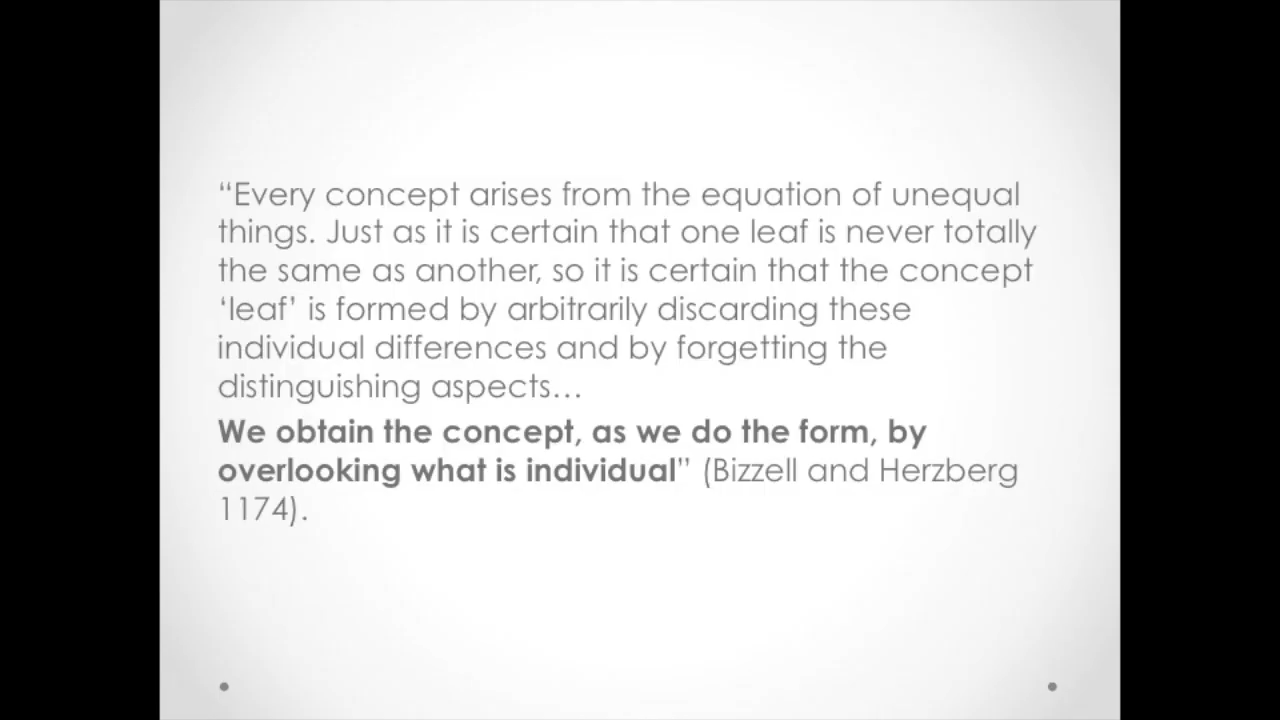 “Every concept arises from the equation of unequal
things. Just as it is certain that one leaf is never totally
the same as another, so it is certain that the concept
‘leaf’ is formed by arbitrarily discarding these
individual differences and by forgetting the
distinguishing aspects…
We obtain the concept, as we do the form, by
overlooking what is individual” (Bizzell and Herzberg
1174).